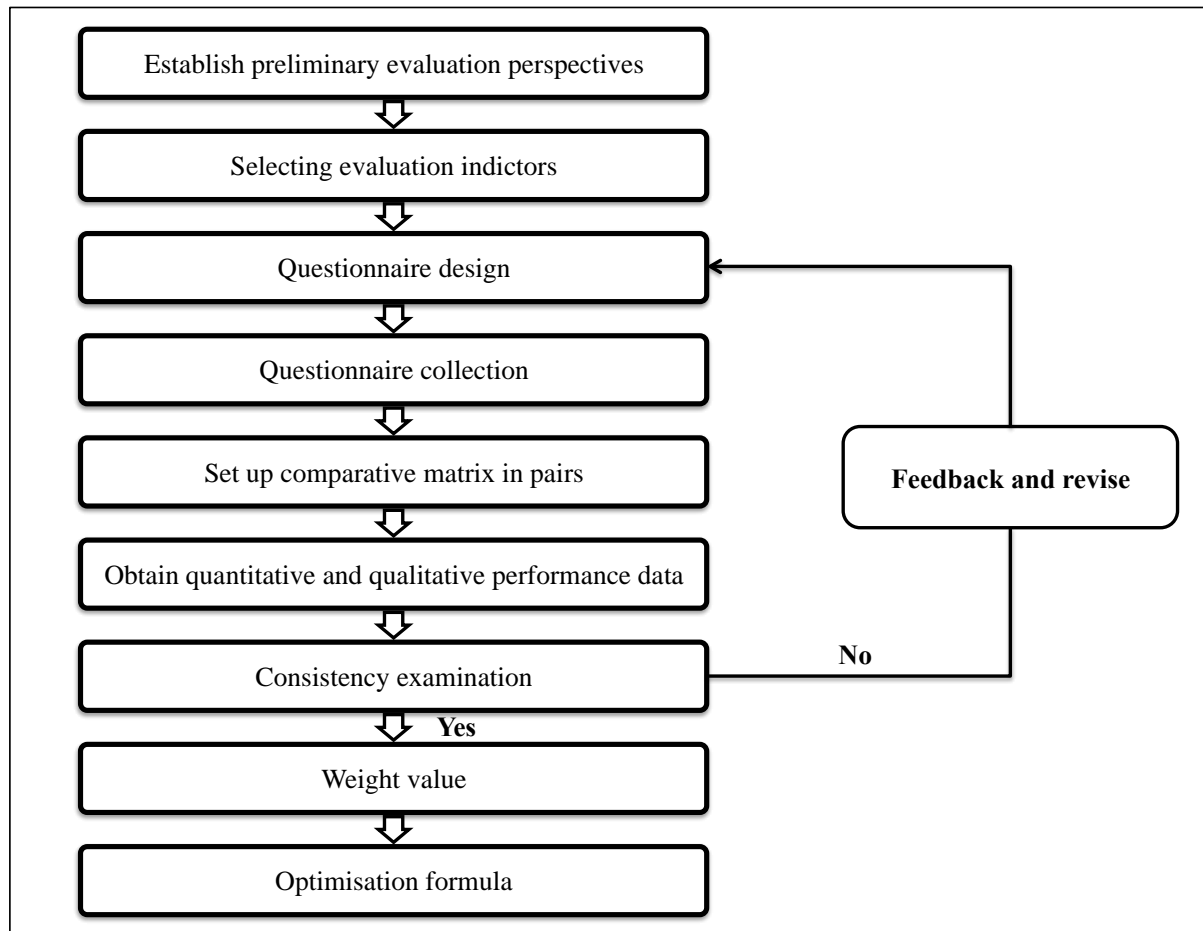 Establish preliminary evaluation perspectives
Selecting evaluation indictors
Questionnaire design
Questionnaire collection
Set up comparative matrix in pairs
Feedback and revise
Obtain quantitative and qualitative performance data
No
Consistency examination
Yes
Weight value
Optimisation formula